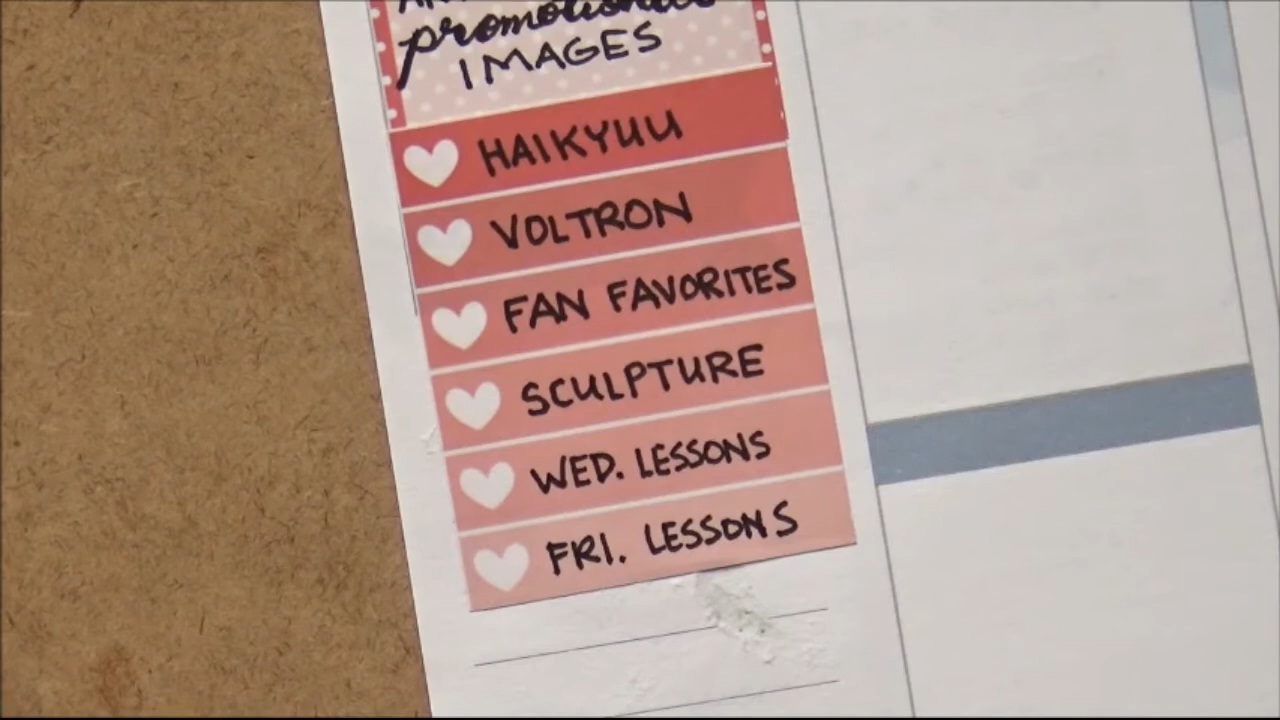 promotional
IMAGES
HAIKYUU
VOLTRON
FAN FAVORITES
SCULPTURE
WED. LESSONS
FRI. LESSONS